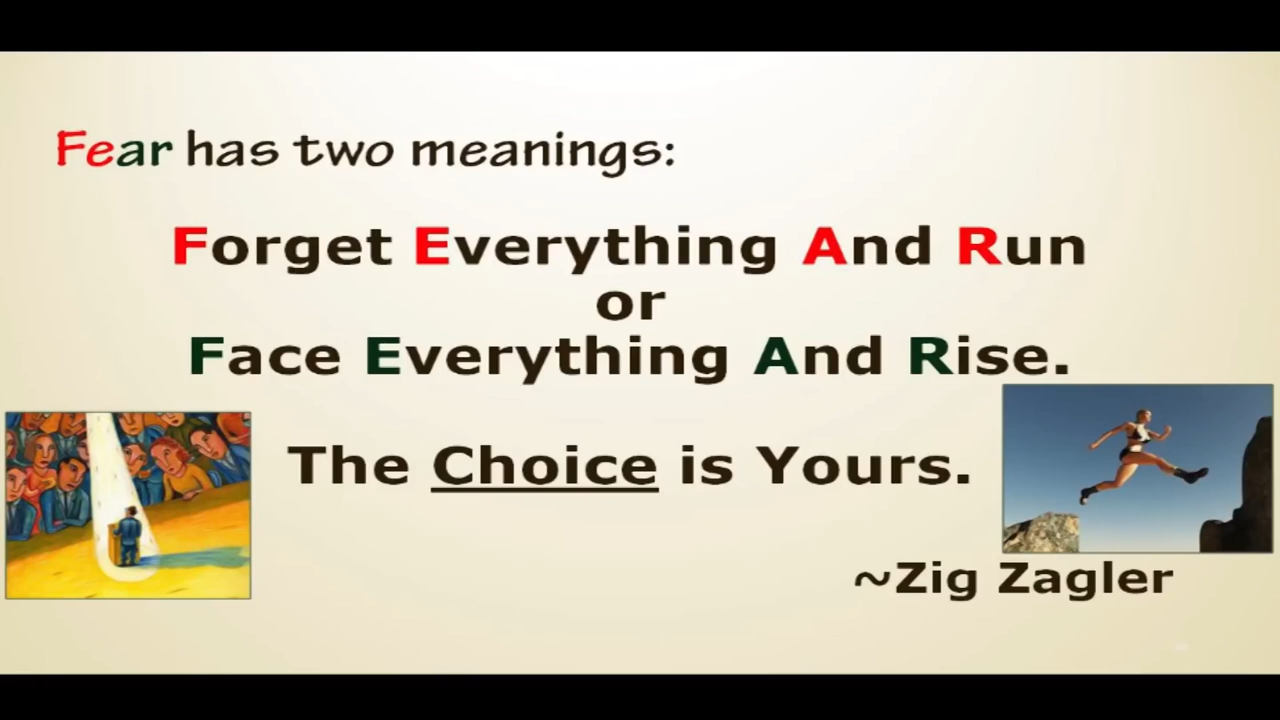 Fear has two meanings:
Forget Everything And Run
or
Face Everything And Rise.
The Choice is Yours.
~Zig Zagler